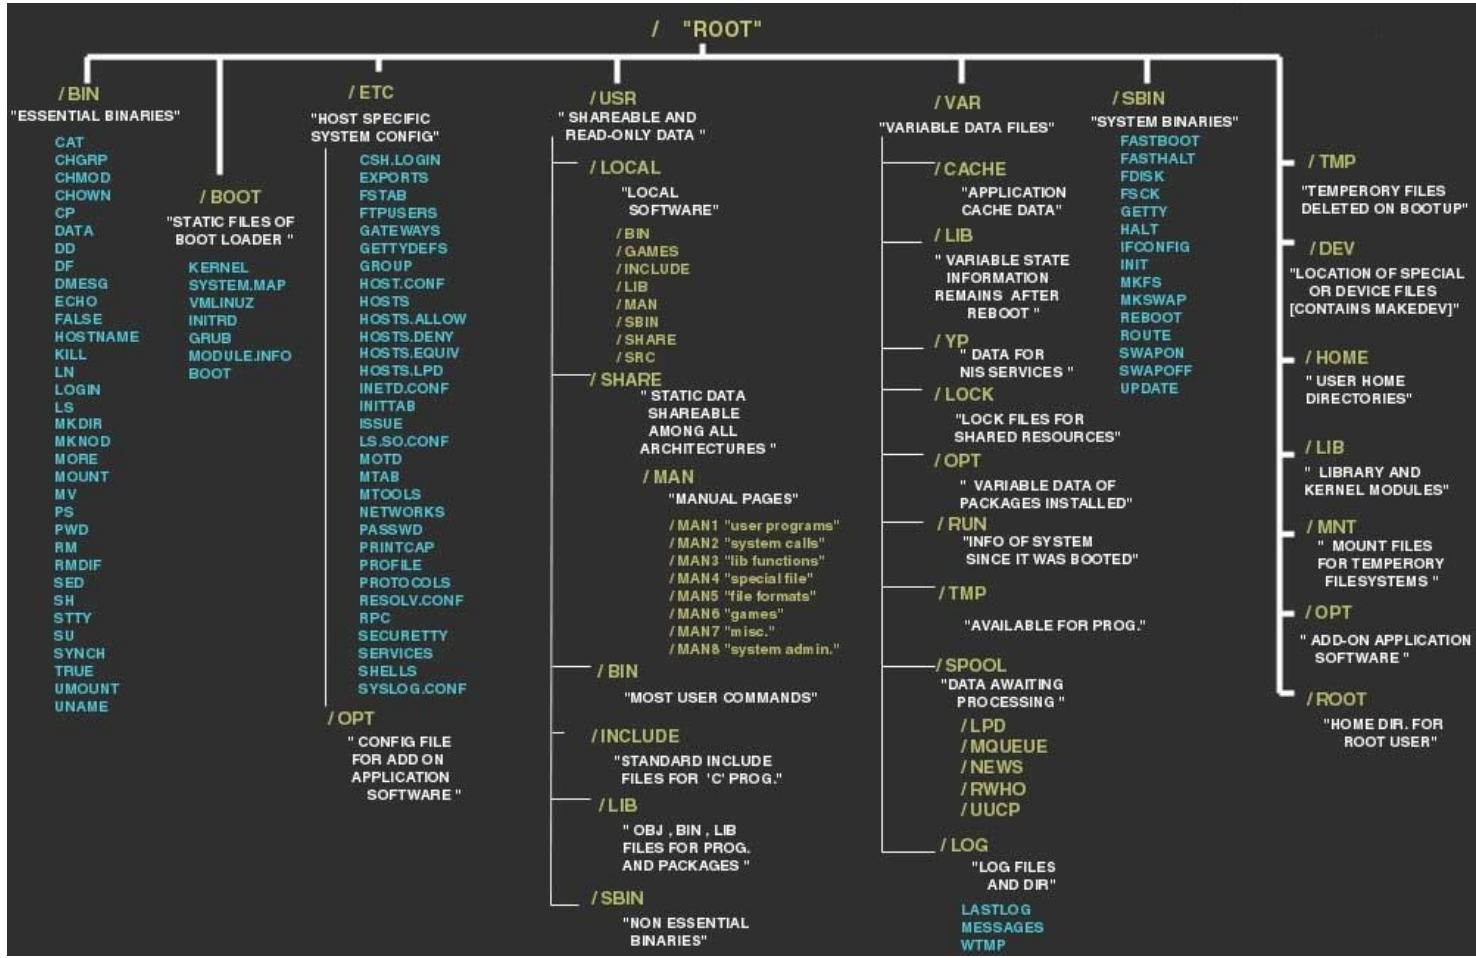 / "ROOT"
/BIN
"ESSENTIAL BINARIES"
CAT
CHGRP
CHMOD
CHOWN
CP
DATA
DD
DF
DMESG
ECHO
FALSE
HOSTNAME
KILL
LN
LOGIN
LS
MKDIR
MKNOD
MORE
MOUNT
MV
PS
PWD
RM
RMDIF
SED
SH
STTY
SU
SYNCH
TRUE
UMOUNT
UNAME
/BOOT
"STATIC FILES OF
BOOT LOADER "
KERNEL
SYSTEM.MAP
VMLINUZ
INITRD
GRUB
MODULE.INFO
BOOT
/ETC
"HOST SPECIFIC
SYSTEM CONFIG"
CSH.LOGIN
EXPORTS
FSTAB
FTPUSERS
GATEWAYS
GETTYDEFS
GROUP
HOST.CONF
HOSTS
HOSTS.ALLOW
HOSTS.DENY
HOSTS.EQUIV
HOSTS.LPD
INETD.CONF
INITTAB
ISSUE
LS.SO.CONF
MOTD
MTAB
MTOOLS
NETWORKS
PASSWD
PRINTCAP
PROFILE
PROTOCOLS
RESOLV.CONF
RPC
SECURETTY
SERVICES
SHELLS
SYSLOG.CONF
/OPT
" CONFIG FILE
FOR ADD ON
APPLICATION
SOFTWARE "
/USR
" SHAREABLE AND
READ-ONLY DATA "
/LOCAL
"LOCAL
SOFTWARE"
/BIN
/GAMES
/INCLUDE
/LIB
/MAN
/SBIN
/SHARE
/SRC
/SHARE
" STATIC DATA
SHAREABLE
AMONG ALL
ARCHITECTURES "
/MAN
"MANUAL PAGES"
/MAN1 "user programs"
/MAN2 "system calls"
/MAN3 "lib functions"
/MAN4 "special file"
/MAN5 "file formats"
/MAN6 "games"
/MAN7 "misc."
/MAN8 "system admin."
/BIN
"MOST USER COMMANDS"
/INCLUDE
"STANDARD INCLUDE
FILES FOR 'C' PROG."
/LIB
" OBJ , BIN , LIB
FILES FOR PROG.
AND PACKAGES "
/SBIN
"NON ESSENTIAL
BINARIES"
/VAR
"VARIABLE DATA FILES"
/CACHE
"APPLICATION
CACHE DATA"
/LIB
" VARIABLE STATE
INFORMATION
REMAINS AFTER
REBOOT "
/YP
" DATA FOR
NIS SERVICES "
/LOCK
"LOCK FILES FOR
SHARED RESOURCES"
/OPT
" VARIABLE DATA OF
PACKAGES INSTALLED"
/RUN
"INFO OF SYSTEM
SINCE IT WAS BOOTED"
/TMP
"AVAILABLE FOR PROG."
/SPOOL
"DATA AWAITING
PROCESSING "
/LPD
/MQUEUE
/NEWS
/RWHO
/UUCP
/LOG
"LOG FILES
AND DIR"
LASTLOG
MESSAGES
WTMP
/SBIN
"SYSTEM BINARIES"
FASTBOOT
FASTHALT
FDISK
FSCK
GETTY
HALT
IFCONFIG
INIT
MKFS
MKSWAP
REBOOT
ROUTE
SWAPON
SWAPOFF
UPDATE
/TMP
"TEMPERORY FILES
DELETED ON BOOTUP"
/DEV
"LOCATION OF SPECIAL
OR DEVICE FILES
[CONTAINS MAKEDEV]"
/HOME
" USER HOME
DIRECTORIES"
/LIB
" LIBRARY AND
KERNEL MODULES"
/MNT
" MOUNT FILES
FOR TEMPERORY
FILESYSTEMS "
/OPT
" ADD-ON APPLICATION
SOFTWARE "
/ROOT
"HOME DIR. FOR
ROOT USER"